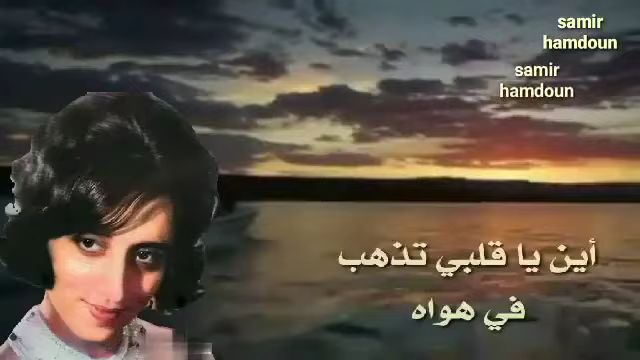 samir
hamdoun
samir
hamdoun
أين يا قلبي تذهب
في هواه